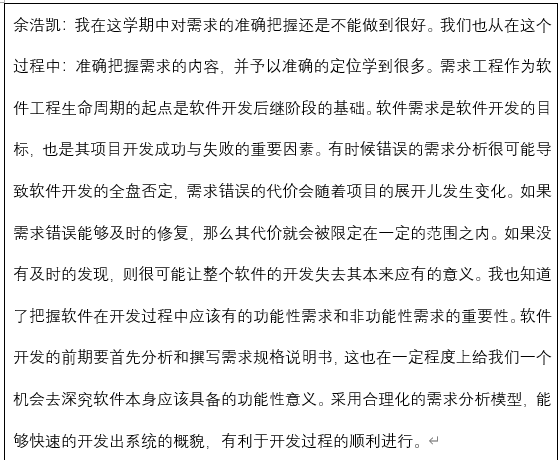 余浩凯：我在这学期中对需求的准确把握还是不能做到很好。我们也从在这个
过程中：准确把握需求的内容，并予以准确的定位学到很多。需求工程作为软
件工程生命周期的起点是软件开发后继阶段的基础。软件需求是软件开发的目
标，也是其项目开发成功与失败的重要因素。有时候错误的需求分析很可能导
致软件开发的全盘否定，需求错误的代价会随着项目的展开儿发生变化。如果
需求错误能够及时的修复，那么其代价就会被限定在一定的范围之内。如果没
有及时的发现，则很可能让整个软件的开发失去其本来应有的意义。我也知道
了把握软件在开发过程中应该有的功能性需求和非功能性需求的重要性。软件
开发的前期要首先分析和撰写需求规格说明书，这也在一定程度上给我们一个
机会去深究软件本身应该具备的功能性意义。采用合理化的需求分析模型，能
够快速的开发出系统的概貌，有利于开发过程的顺利进行。↵